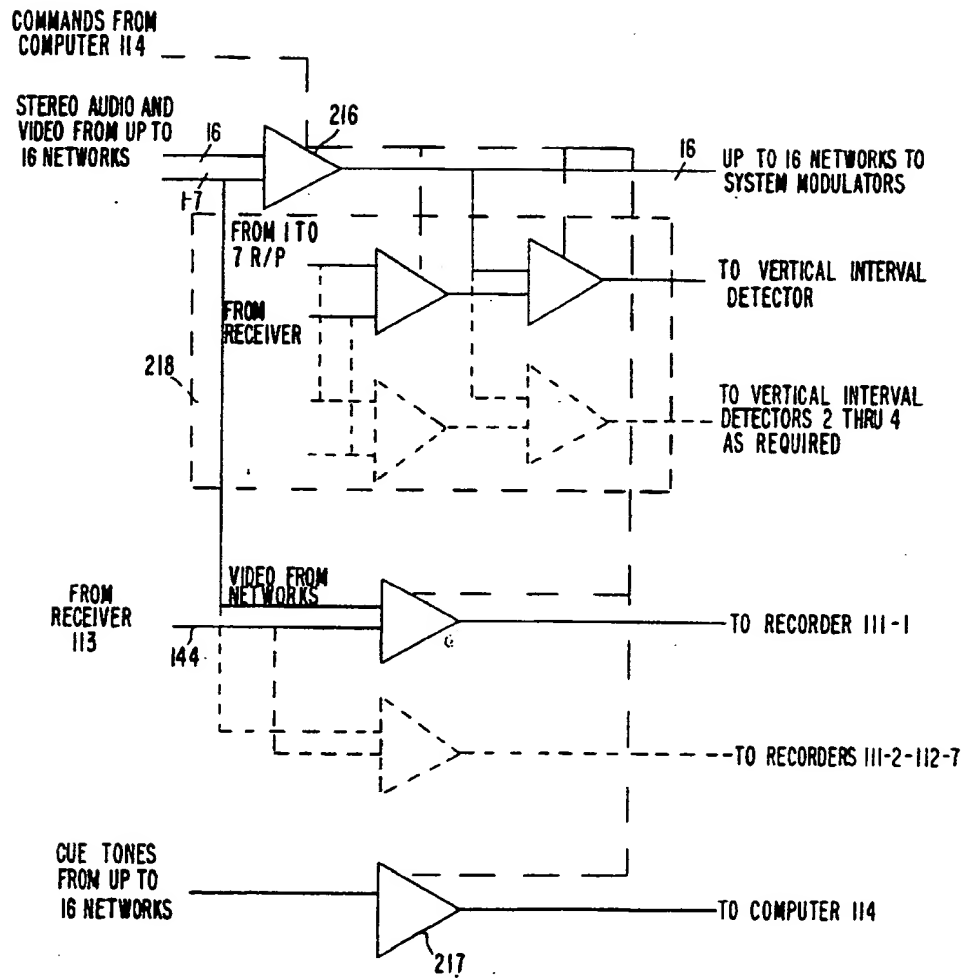 COMMANDS FROM
COMPUTER 114
STEREO AUDIO AND
VIDEO FROM UP TO
16 NETWORKS
16
1-7
216
16
UP TO 16 NETWORKS TO
SYSTEM MODULATORS
FROM 1 TO
7 R/P
FROM
RECEIVER
TO VERTICAL INTERVAL
DETECTOR
218
TO VERTICAL INTERVAL
DETECTORS 2 THRU 4
AS REQUIRED
VIDEO FROM
NETWORKS
FROM
RECEIVER
113
144
TO RECORDER 111-1
TO RECORDERS 111-2-112-7
CUE TONES
FROM UP TO
16 NETWORKS
TO COMPUTER 114
217